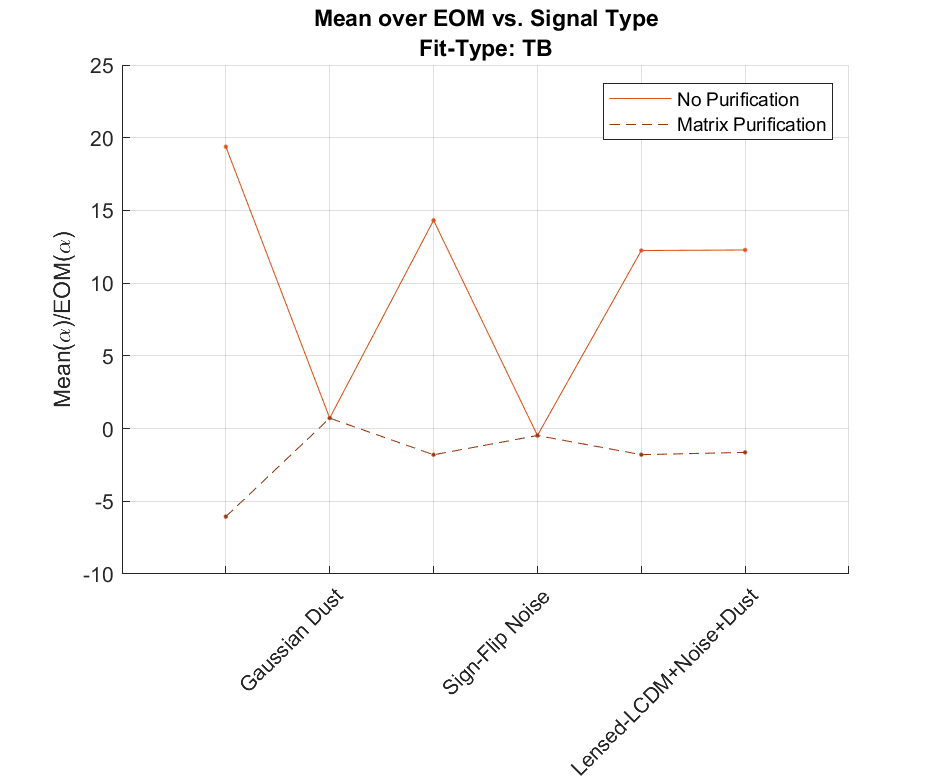 Mean over EOM vs. Signal Type
Fit-Type: TB
No Purification
Matrix Purification
Mean(α)/EOM(α)
25
20
15
10
5
0
-5
-10
Gaussian Dust
Sign-Flip Noise
Lensed-LCDM+Noise+Dust